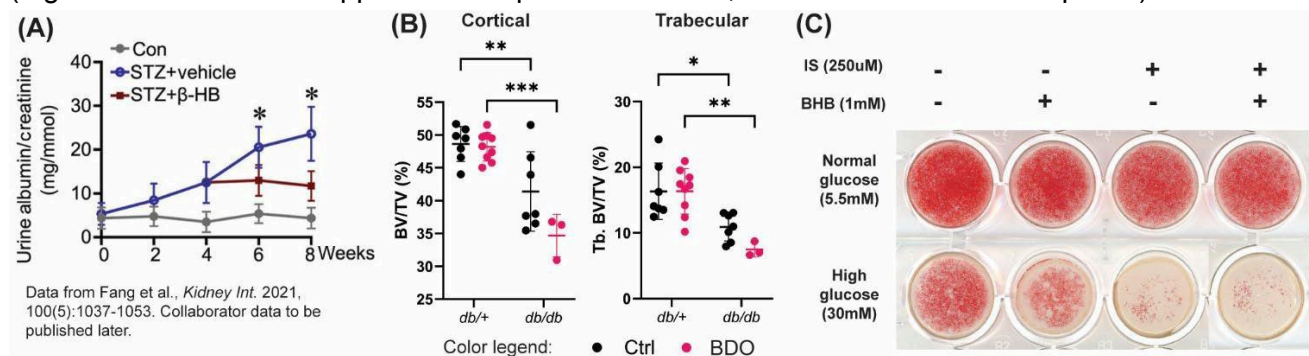 (A)
Con
STZ+vehicle
STZ+β-HB
Urine albumin/creatinine
(mg/mmol)
40
30
20
10
0
*
*
0 2 4 6 8 Weeks
Data from Fang et al., Kidney Int. 2021,
100(5):1037-1053. Collaborator data to be
published later.
(B)
Cortical
**
***
BV/TV (%)
55
50
45
40
35
30
25
db/+ db/db
Trabecular
*
**
Tb. BV/TV (%)
30
20
10
0
db/+ db/db
Color legend: Ctrl BDO
(C)
IS (250uM) - - + +
BHB (1mM) - + - +
Normal
glucose
(5.5mM)
High
glucose
(30mM)